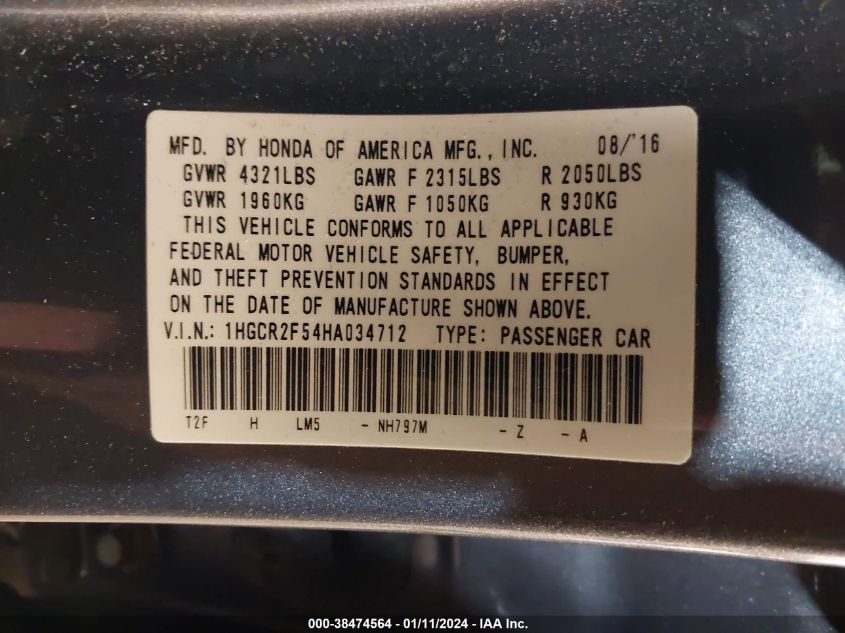 MFD. BY HONDA OF AMERICA MFG., INC. 08/'16
GVWR 4321LBS GAWR F 2315LBS R 2050LBS
GVWR 1960KG GAWR F 1050KG R 930KG
THIS VEHICLE CONFORMS TO ALL APPLICABLE
FEDERAL MOTOR VEHICLE SAFETY, BUMPER,
AND THEFT PREVENTION STANDARDS IN EFFECT
ON THE DATE OF MANUFACTURE SHOWN ABOVE.
V.I.N.: 1HGCR2F54HA034712 TYPE: PASSENGER CAR
T2F H LM5 - NH797M - Z - A
000-38474564 - 01/11/2024 - IAA Inc.